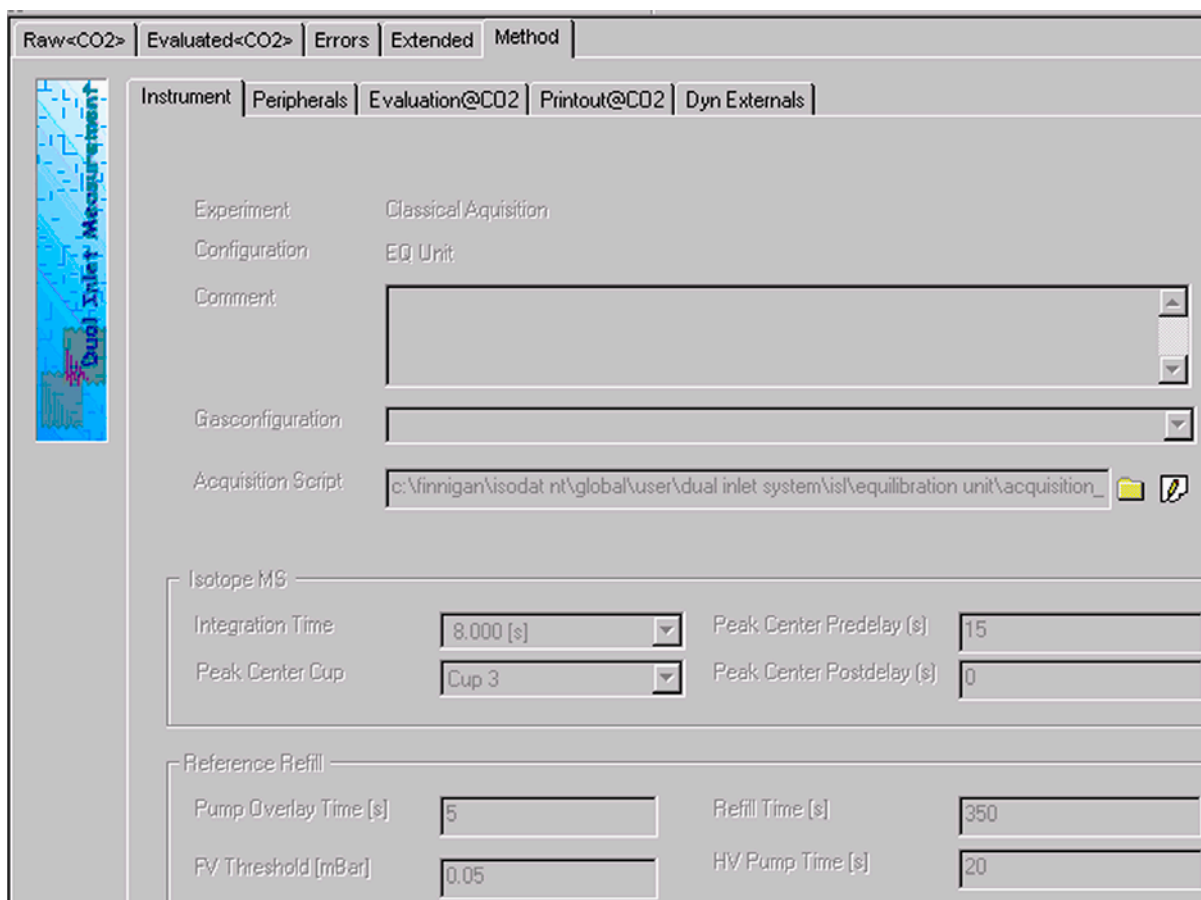 Raw<CO2> Evaluated<CO2> Errors Extended Method
Instrument Peripherals Evaluation@CO2 Printout@CO2 Dyn Externals
Dual Inlet Measurement
Experiment Classical Aquisition
Configuration EQ Unit
Comment
Gasconfiguration
Acquisition Script c:\finnigan\isodat nt\global\user\dual inlet system\isl\equilibration unit\acquisition_
Isotope MS
Integration Time 8.000 [s] Peak Center Predelay (s) 15
Peak Center Cup Cup 3 Peak Center Postdelay (s) 0
Reference Refill
Pump Overlay Time [s] 5 Refill Time [s] 350
FV Threshold [mBar] 0.05 HV Pump Time [s] 20